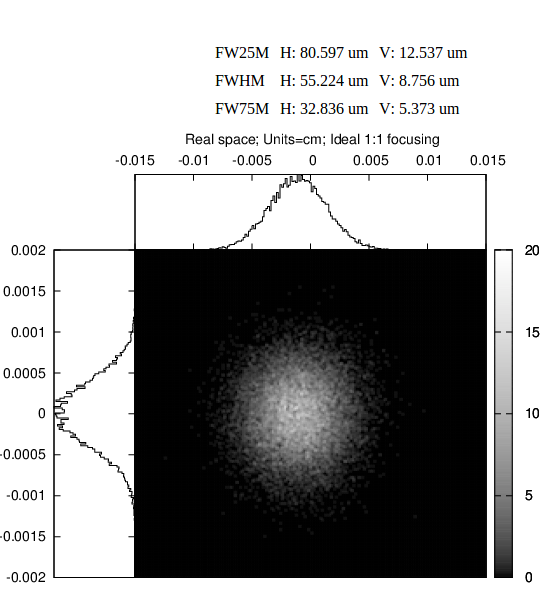 FW25M H: 80.597 um V: 12.537 um
FWHM H: 55.224 um V: 8.756 um
FW75M H: 32.836 um V: 5.373 um
Real space; Units=cm; Ideal 1:1 focusing
-0.015 -0.01 -0.005 0 0.005 0.01 0.015
0.002
0.0015
0.001
0.0005
0
-0.0005
-0.001
-0.0015
-0.002
20
15
10
5
0